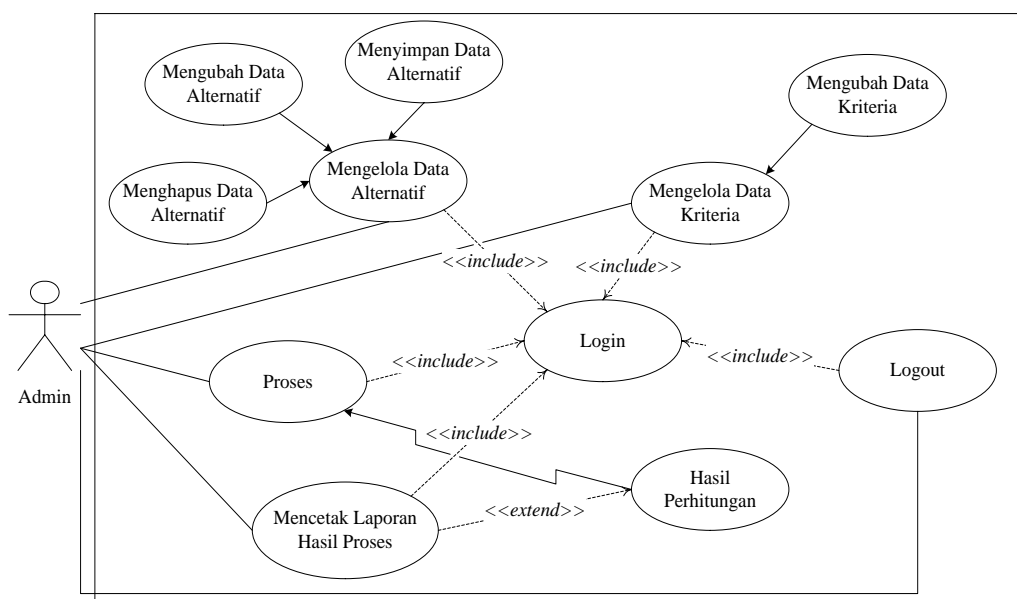 Menyimpan Data
Alternatif
Mengubah Data
Alternatif
Mengubah Data
Kriteria
Mengelola Data
Alternatif
Menghapus Data
Alternatif
Mengelola Data
Kriteria
<<include>>
<<include>>
Login
<<include>>
<<include>>
Proses
Logout
Admin
<<include>>
Hasil
Perhitungan
<<extend>>
Mencetak Laporan
Hasil Proses